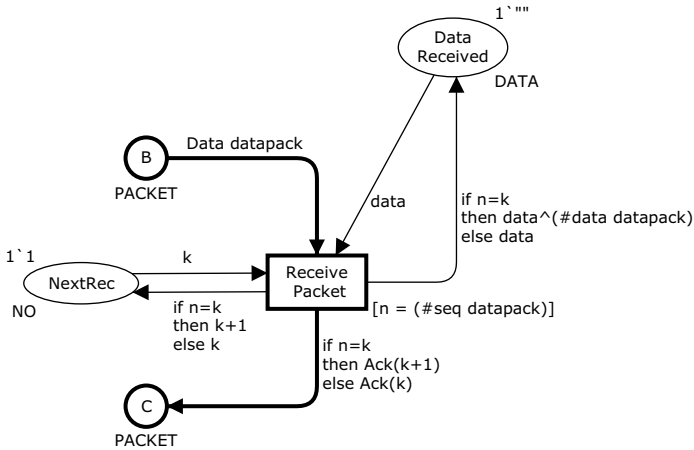 1`""
Data
Received
DATA
B
Data datapack
PACKET
data
if n=k
then data^(#data datapack)
else data
1`1
NextRec
NO
k
Receive
Packet
if n=k
then k+1
else k
[n = (#seq datapack)]
if n=k
then Ack(k+1)
else Ack(k)
C
PACKET